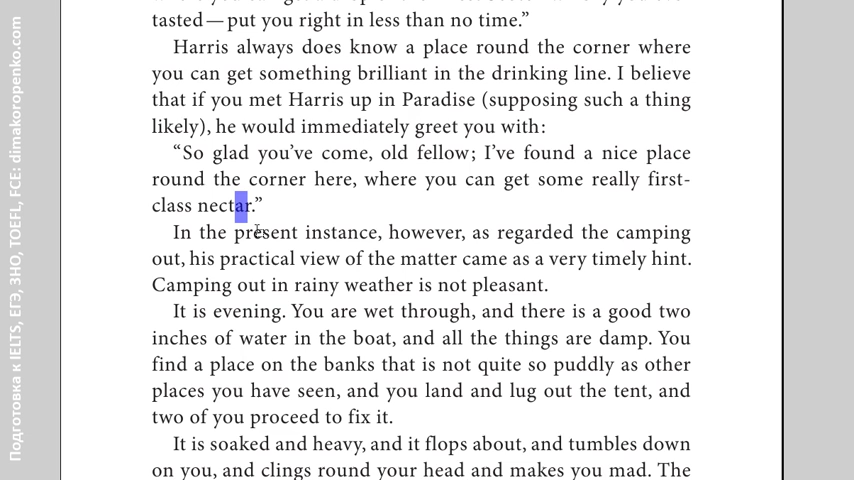 tasted—put you right in less than no time.”
Harris always does know a place round the corner where
you can get something brilliant in the drinking line. I believe
that if you met Harris up in Paradise (supposing such a thing
likely), he would immediately greet you with:
“So glad you’ve come, old fellow; I’ve found a nice place
round the corner here, where you can get some really first-
class nectar.”
In the present instance, however, as regarded the camping
out, his practical view of the matter came as a very timely hint.
Camping out in rainy weather is not pleasant.
It is evening. You are wet through, and there is a good two
inches of water in the boat, and all the things are damp. You
find a place on the banks that is not quite so puddly as other
places you have seen, and you land and lug out the tent, and
two of you proceed to fix it.
It is soaked and heavy, and it flops about, and tumbles down
on you, and clings round your head and makes you mad. The
Подготовка к IELTS, ЕГЭ, ЗНО, TOEFL, FCE: dimakoropenko.com